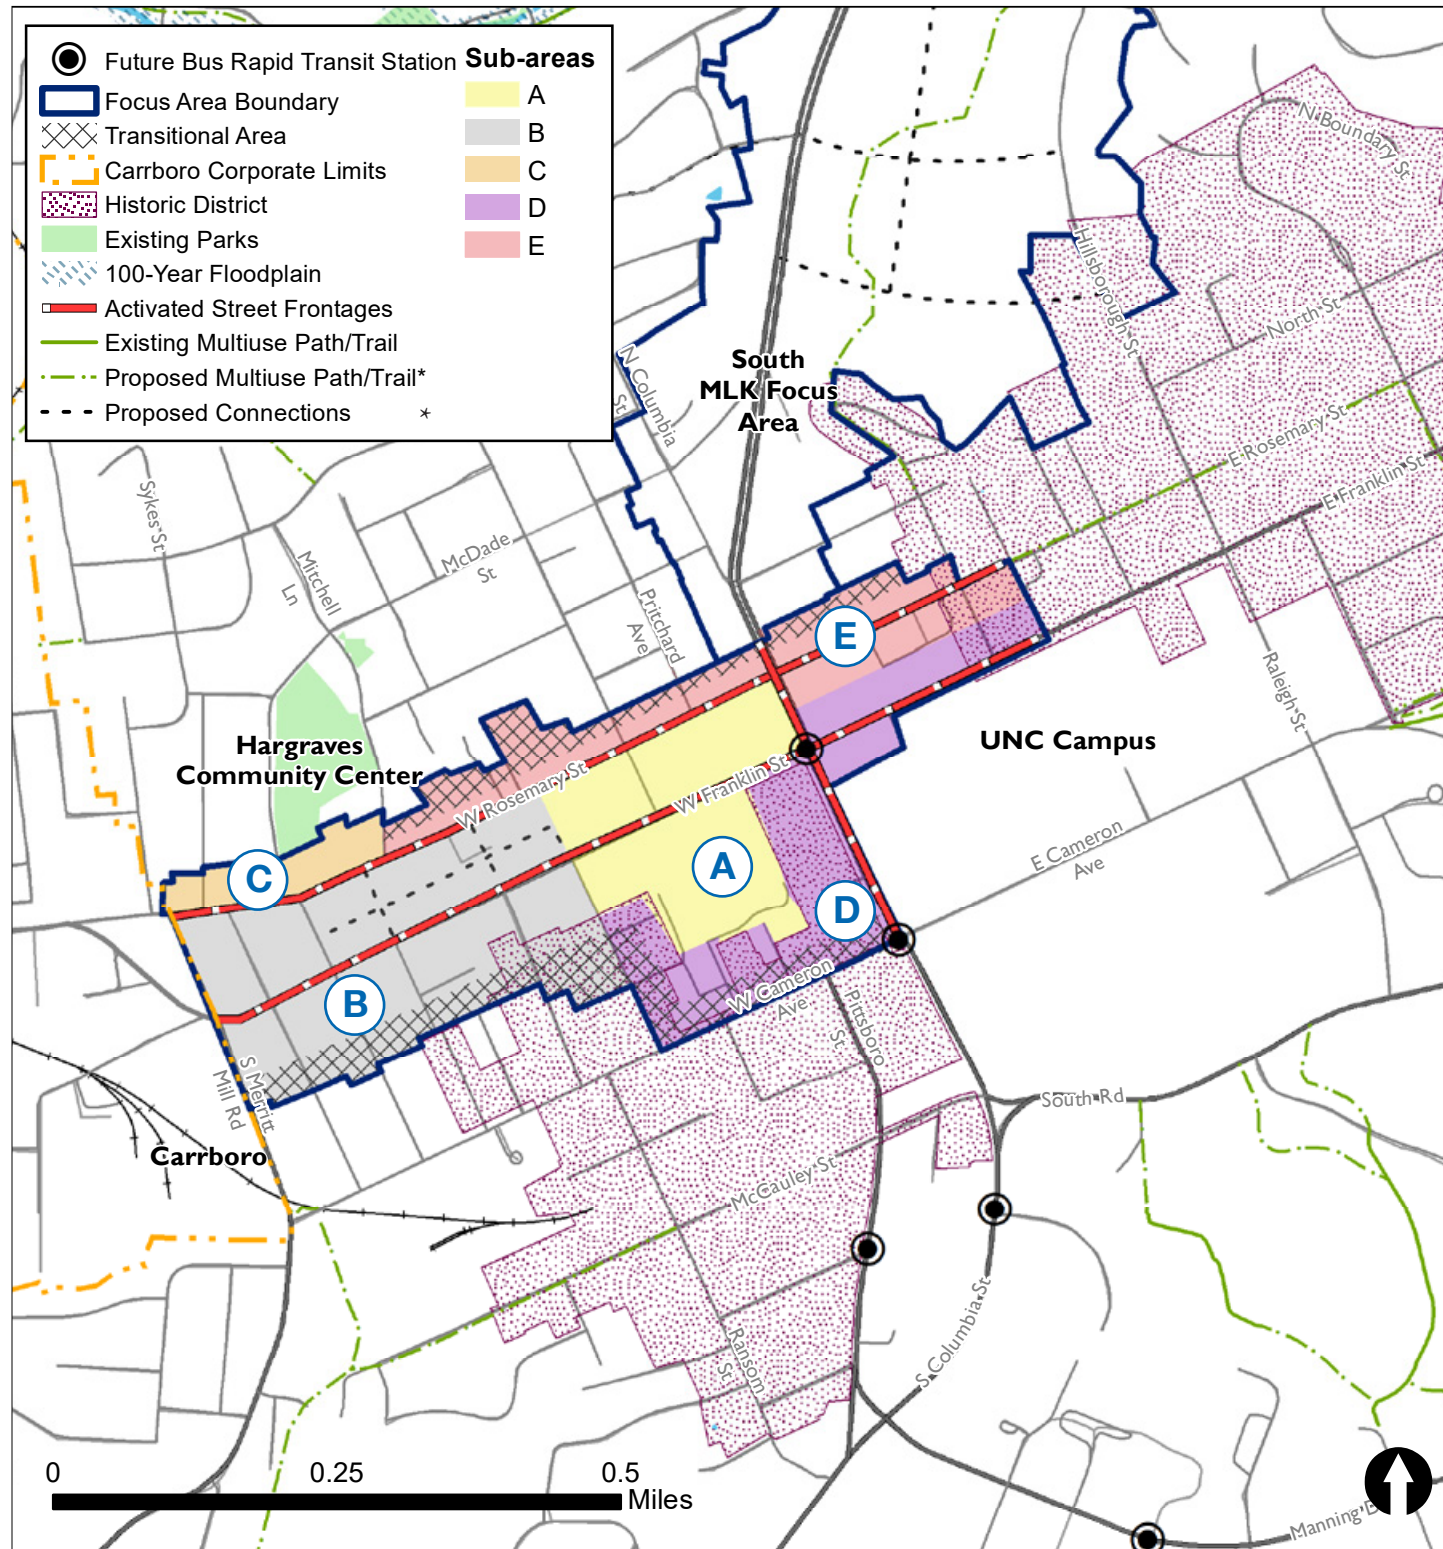 Future Bus Rapid Transit Station
Focus Area Boundary
Transitional Area
Carrboro Corporate Limits
Historic District
Existing Parks
100-Year Floodplain
Activated Street Frontages
Existing Multiuse Path/Trail
Proposed Multiuse Path/Trail*
Proposed Connections *
Sub-areas
A
B
C
D
E
N Boundary St
Hillsborough St
North St
N Columbia
St
South
MLK Focus
Area
E Rosemary St
E Franklin St
Sykes St
Mitchell
Ln
McDade
St
Pritchard
Ave
E
Raleigh St
Hargraves
Community Center
UNC Campus
W Rosemary St
W Franklin St
E Cameron
Ave
C
A
D
B
W Cameron
Ave
Pittsboro
St
S Merritt
Mill Rd
South Rd
Carrboro
McCauley St
S Columbia St
Ransom
St
0
0.25
0.5
Miles